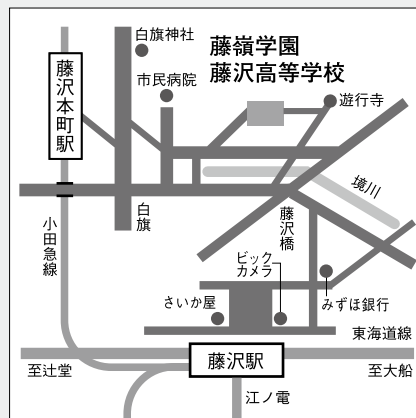 白旗神社
藤嶺学園
藤沢高等学校
市民病院
遊行寺
藤沢本町駅
境川
白旗
藤沢橋
小田急線
ビック
カメラ
さいか屋
みずほ銀行
東海道線
藤沢駅
至辻堂
至大船
江ノ電